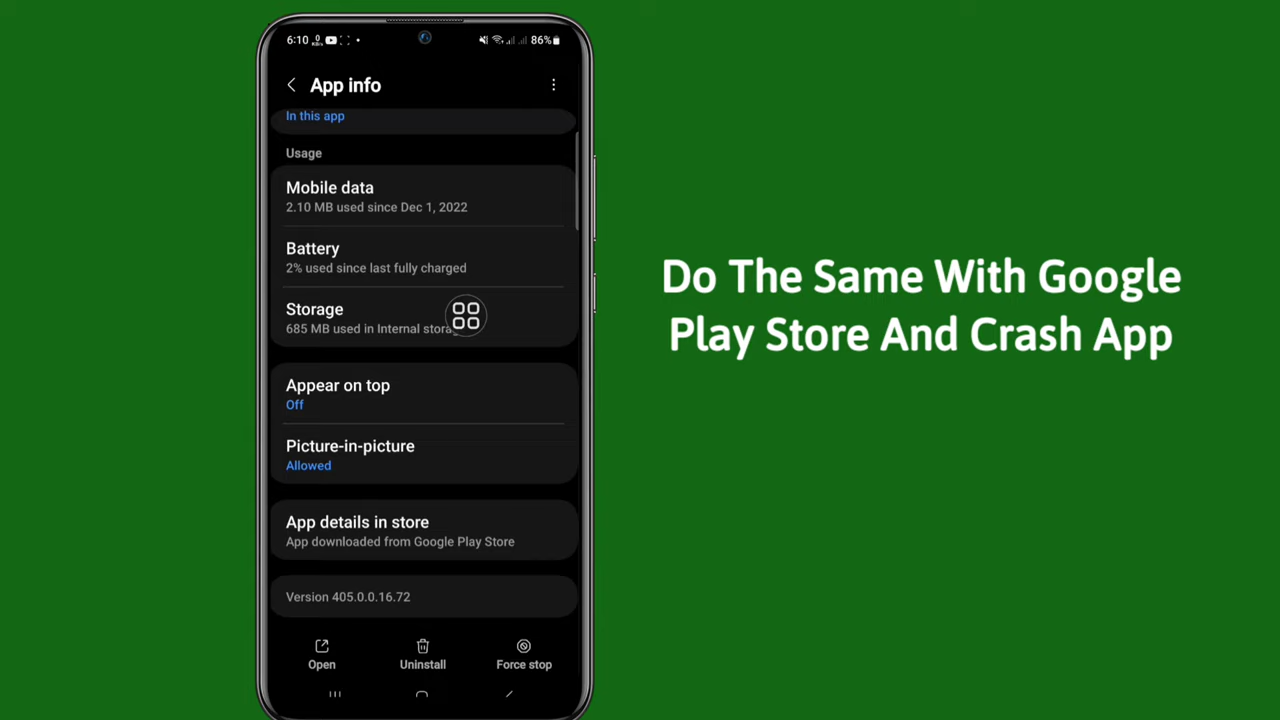 6:10 0 KB/s 86%
App info
In this app
Usage
Mobile data
2.10 MB used since Dec 1, 2022
Battery
2% used since last fully charged
Storage
685 MB used in Internal stora
Appear on top
Off
Picture-in-picture
Allowed
App details in store
App downloaded from Google Play Store
Version 405.0.0.16.72
Open Uninstall Force stop
Do The Same With Google
Play Store And Crash App